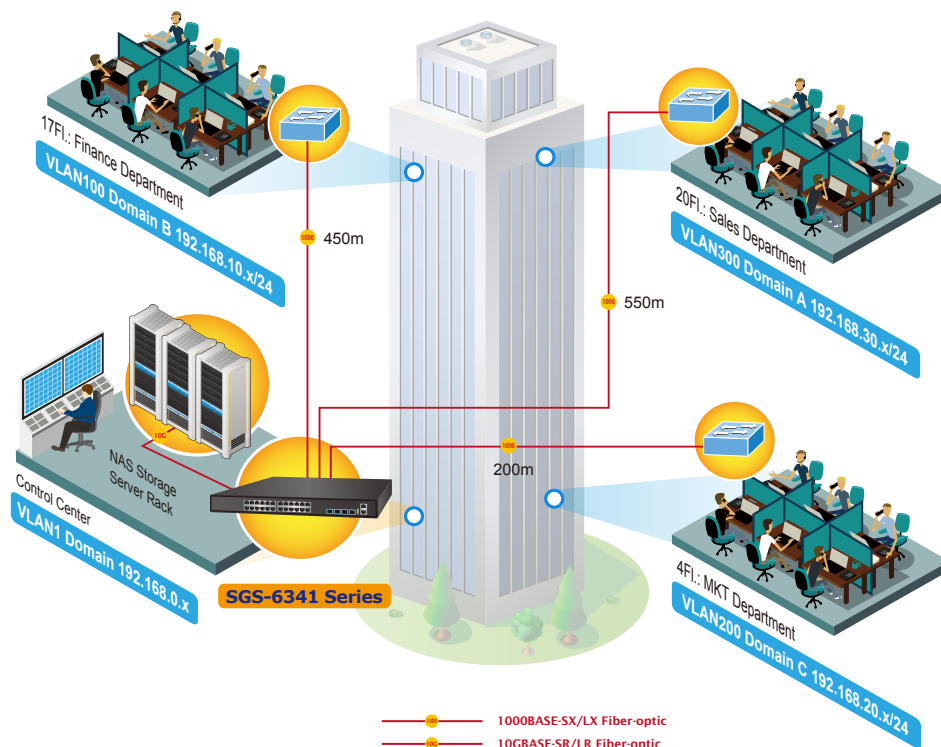 17Fl.: Finance Department
VLAN100 Domain B 192.168.10.x/24
1000
450m
20Fl.: Sales Department
VLAN300 Domain A 192.168.30.x/24
1000
550m
10G
NAS Storage
Server Rack
Control Center
VLAN1 Domain 192.168.0.x
SGS-6341 Series
1000
200m
4Fl.: MKT Department
VLAN200 Domain C 192.168.20.x/24
1000
1000BASE-SX/LX Fiber-optic
10G
10GBASE-SR/LR Fiber-optic